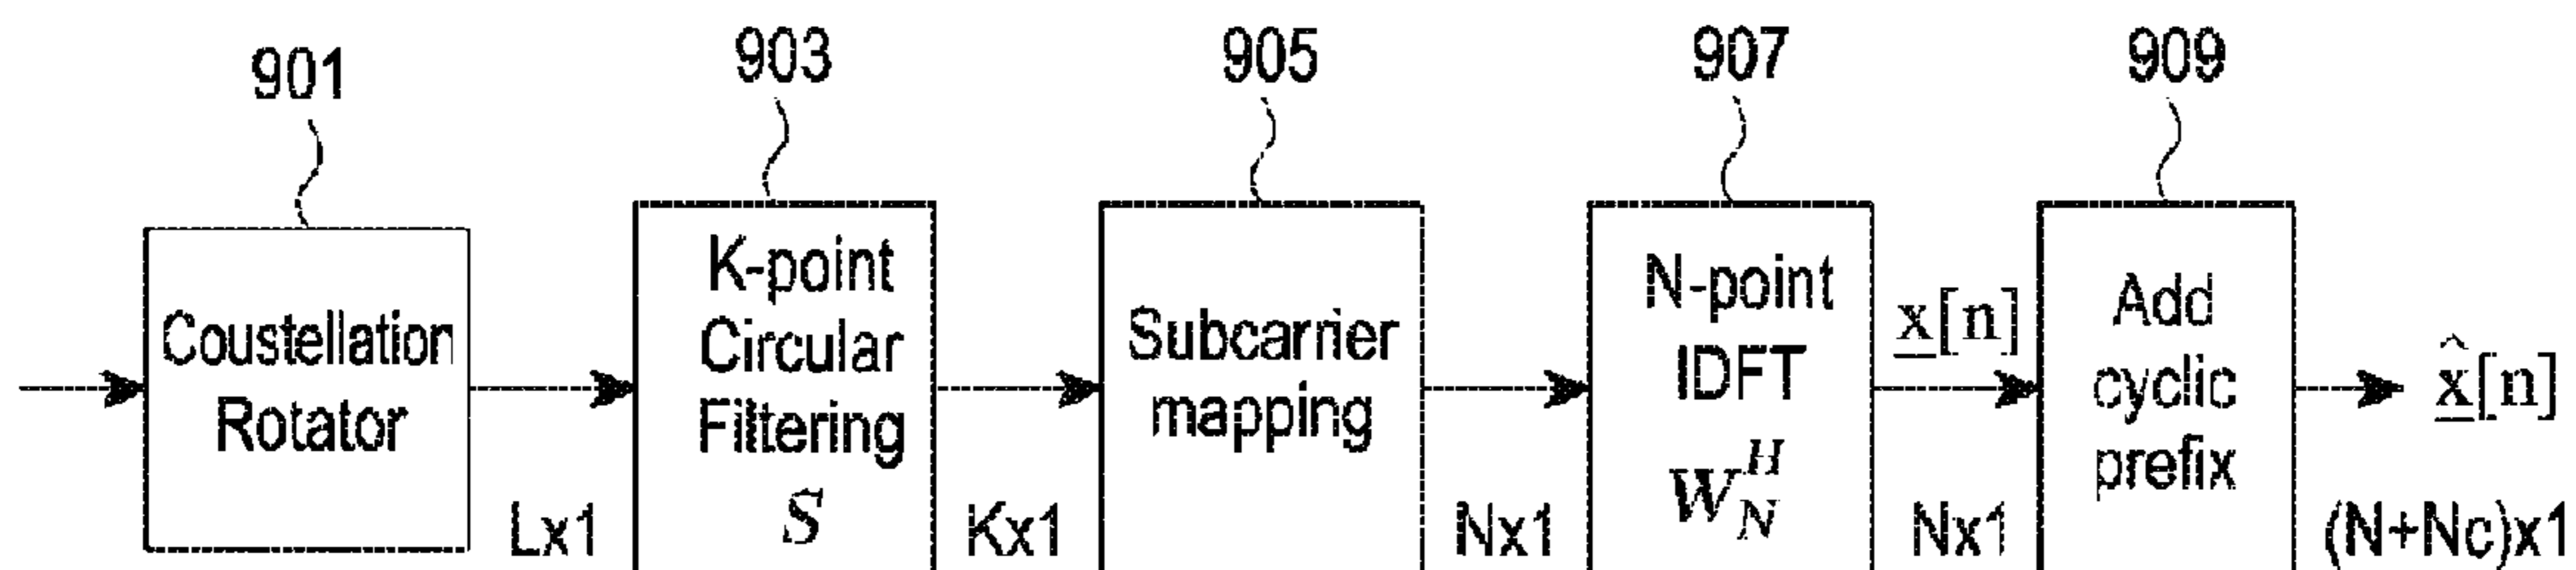 901
903
905
907
909
Coustellation
Rotator
Lx1
K-point
Circular
Filtering
S
Kx1
Subcarrier
mapping
Nx1
N-point
IDFT
W_N^H
x[n]
Nx1
Add
cyclic
prefix
x̂[n]
(N+Nc)x1